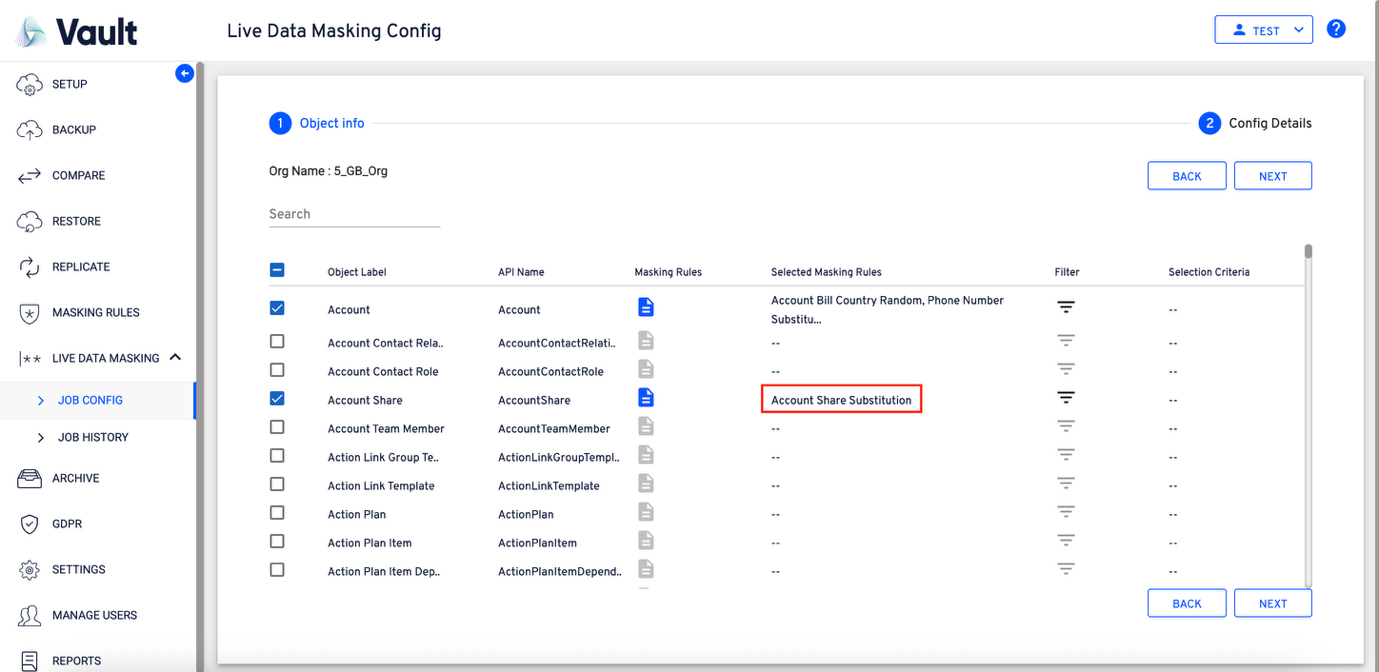 Vault
Live Data Masking Config
TEST
?
SETUP
BACKUP
COMPARE
RESTORE
REPLICATE
MASKING RULES
LIVE DATA MASKING
JOB CONFIG
JOB HISTORY
ARCHIVE
GDPR
SETTINGS
MANAGE USERS
REPORTS
1 Object info
2 Config Details
Org Name : 5_GB_Org
BACK NEXT
Search
Object Label API Name Masking Rules Selected Masking Rules Filter Selection Criteria
Account Account Account Bill Country Random, Phone Number
Substitu... --
Account Contact Rela.. AccountContactRelati.. -- --
Account Contact Role AccountContactRole -- --
Account Share AccountShare Account Share Substitution --
Account Team Member AccountTeamMember -- --
Action Link Group Te.. ActionLinkGroupTempl.. -- --
Action Link Template ActionLinkTemplate -- --
Action Plan ActionPlan -- --
Action Plan Item ActionPlanItem -- --
Action Plan Item Dep.. ActionPlanItemDepend.. -- --
BACK NEXT